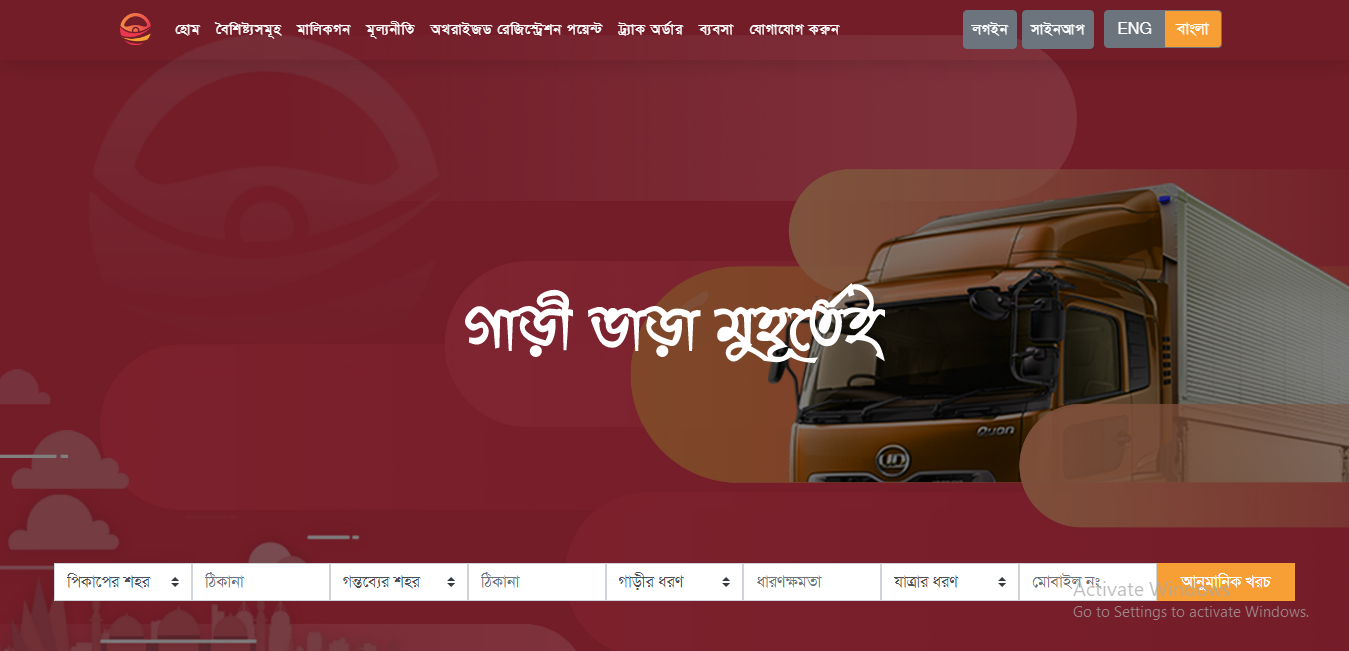 হোম বৈশিষ্ট্যসমূহ মালিকগন মূল্যনীতি অথরাইজড রেজিস্ট্রেশন পয়েন্ট ট্র্যাক অর্ডার ব্যবসা যোগাযোগ করুন লগইন সাইনআপ ENG বাংলা
গাড়ী ভাড়া মুহূর্তেই
Quon
UD
পিকাপের শহর ঠিকানা গন্তব্যের শহর ঠিকানা গাড়ীর ধরণ ধারণক্ষমতা যাত্রার ধরণ মোবাইল নং আনুমানিক খরচ
Activate Windows
Go to Settings to activate Windows.